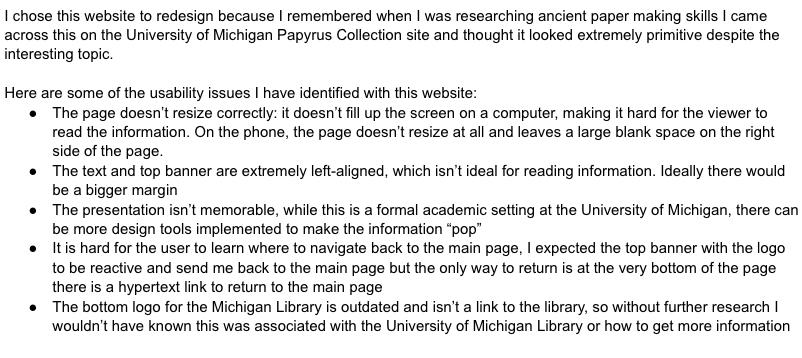 I chose this website to redesign because I remembered when I was researching ancient paper making skills I came
across this on the University of Michigan Papyrus Collection site and thought it looked extremely primitive despite the
interesting topic.
Here are some of the usability issues I have identified with this website:
● The page doesn’t resize correctly: it doesn’t fill up the screen on a computer, making it hard for the viewer to
read the information. On the phone, the page doesn’t resize at all and leaves a large blank space on the right
side of the page.
● The text and top banner are extremely left-aligned, which isn’t ideal for reading information. Ideally there would
be a bigger margin
● The presentation isn’t memorable, while this is a formal academic setting at the University of Michigan, there can
be more design tools implemented to make the information “pop”
● It is hard for the user to learn where to navigate back to the main page, I expected the top banner with the logo
to be reactive and send me back to the main page but the only way to return is at the very bottom of the page
there is a hypertext link to return to the main page
● The bottom logo for the Michigan Library is outdated and isn’t a link to the library, so without further research I
wouldn’t have known this was associated with the University of Michigan Library or how to get more information